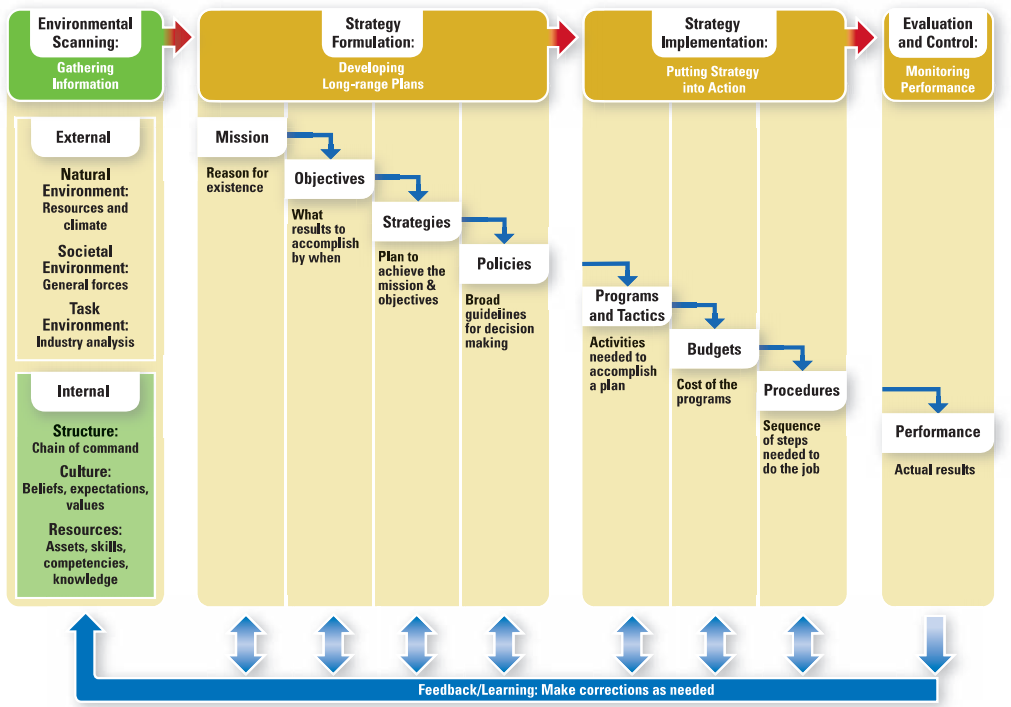 Environmental
Scanning:
Gathering
Information
Strategy
Formulation:
Developing
Long-range Plans
Strategy
Implementation:
Putting Strategy
into Action
Evaluation
and Control:
Monitoring
Performance
External
Natural
Environment:
Resources and
climate
Societal
Environment:
General forces
Task
Environment:
Industry analysis
Internal
Structure:
Chain of command
Culture:
Beliefs, expectations,
values
Resources:
Assets, skills,
competencies,
knowledge
Mission
Reason for
existence
Objectives
What
results to
accomplish
by when
Strategies
Plan to
achieve the
mission &
objectives
Policies
Broad
guidelines
for decision
making
Programs
and Tactics
Activities
needed to
accomplish
a plan
Budgets
Cost of the
programs
Procedures
Sequence
of steps
needed to
do the job
Performance
Actual results
Feedback/Learning: Make corrections as needed